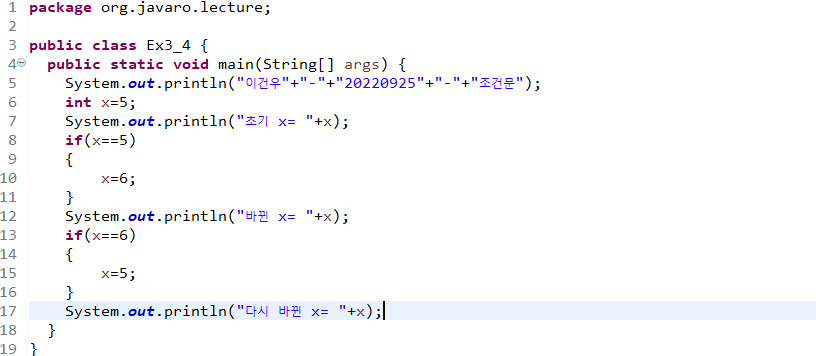 1 package org.javaro.lecture;
2
3 public class Ex3_4 {
4   public static void main(String[] args) {
5     System.out.println("이건우"+"-"+"20220925"+"-"+"조건문");
6     int x=5;
7     System.out.println("초기 x= "+x);
8     if(x==5)
9     {
10         x=6;
11     }
12     System.out.println("바뀐 x= "+x);
13     if(x==6)
14     {
15         x=5;
16     }
17     System.out.println("다시 바뀐 x= "+x);
18   }
19 }